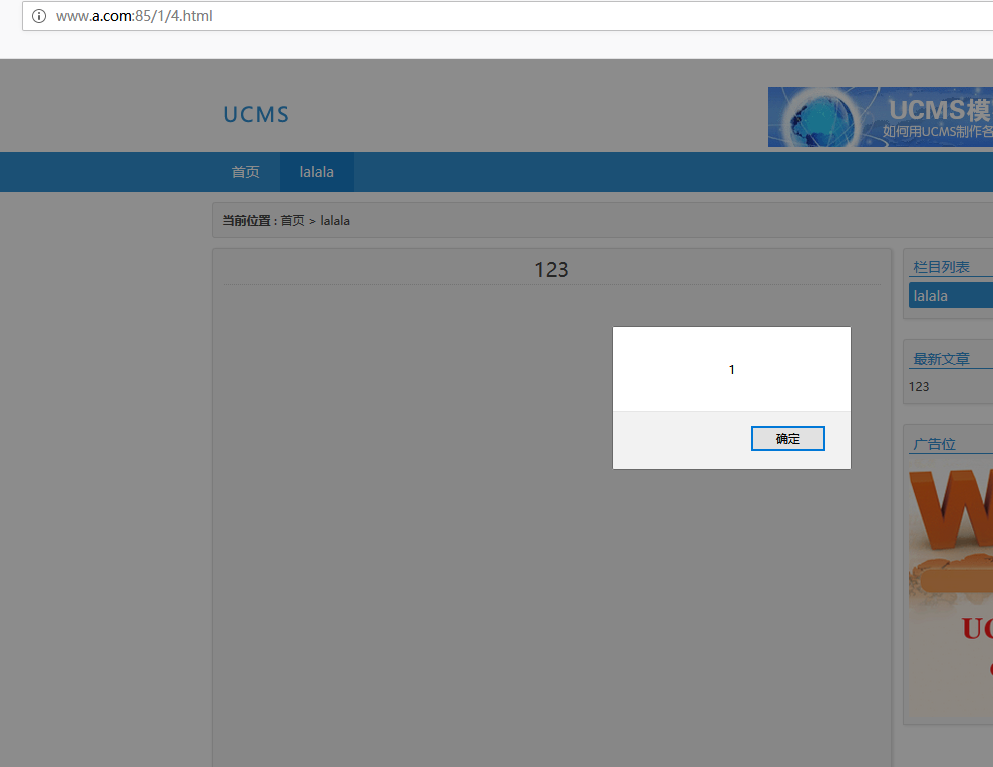 www.a.com:85/1/4.html
UCMS
UCMS模
如何用UCMS制作各
首页 lalala
当前位置 : 首页 > lalala
123
栏目列表
lalala
1
确定
最新文章
123
广告位
W
UC